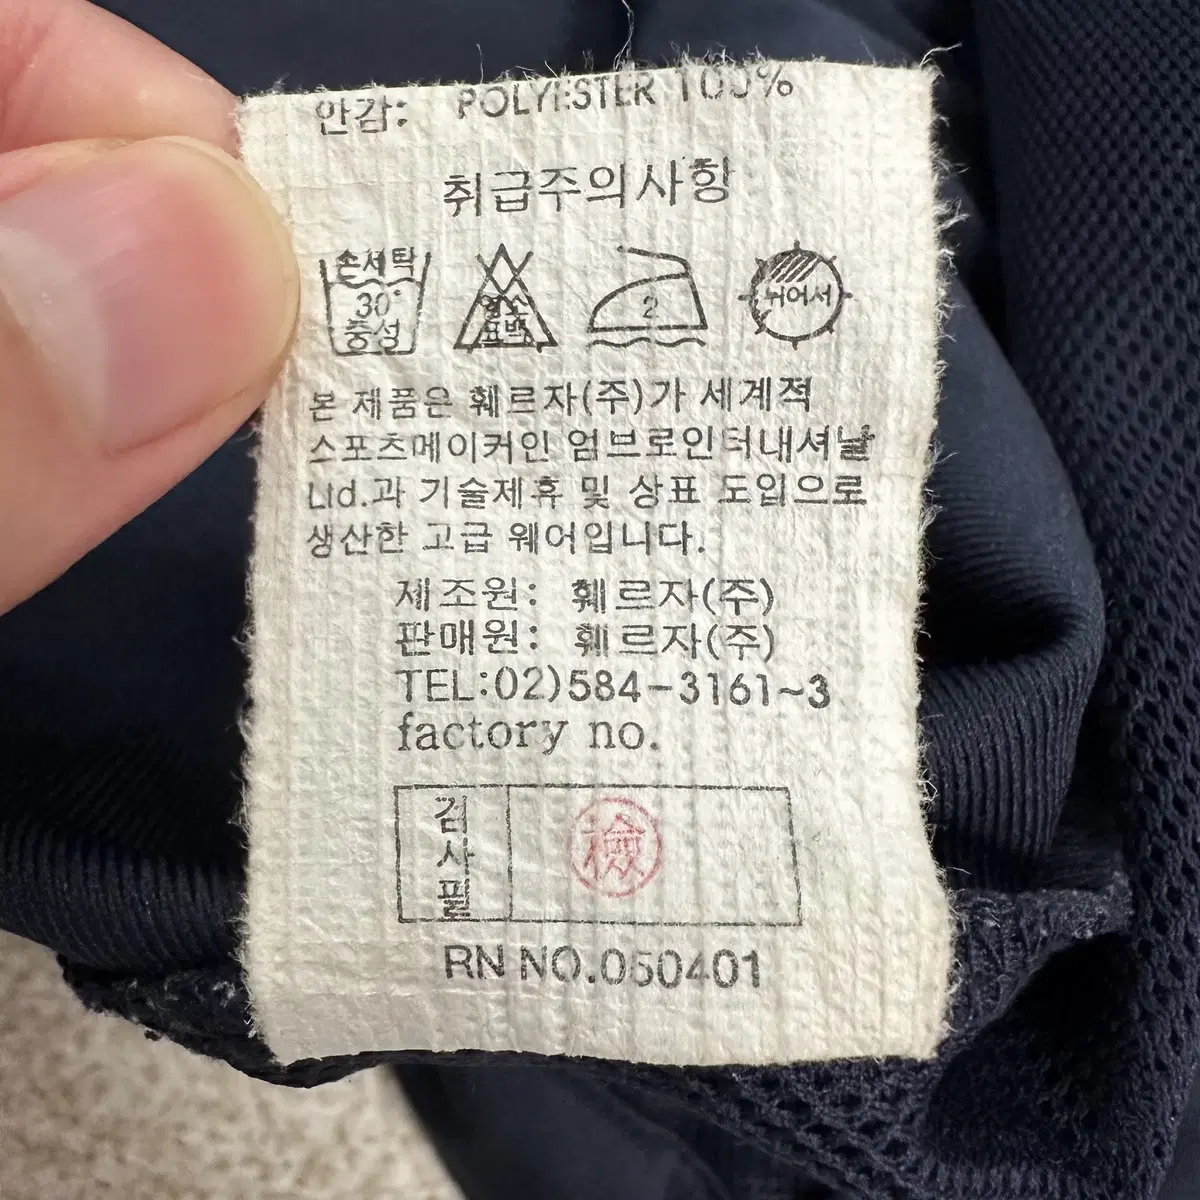 안감: POLYESTER 100%
취급주의사항
손세탁
30°
중성
염소
표백
2
뉘어서
본 제품은 훼르자(주)가 세계적
스포츠메이커인 엄브로인터내셔날
Ltd.과 기술제휴 및 상표 도입으로
생산한 고급 웨어입니다.
제조원: 훼르자(주)
판매원: 훼르자(주)
TEL:02)584-3161~3
factory no.
검사필
檢
RN NO.050401